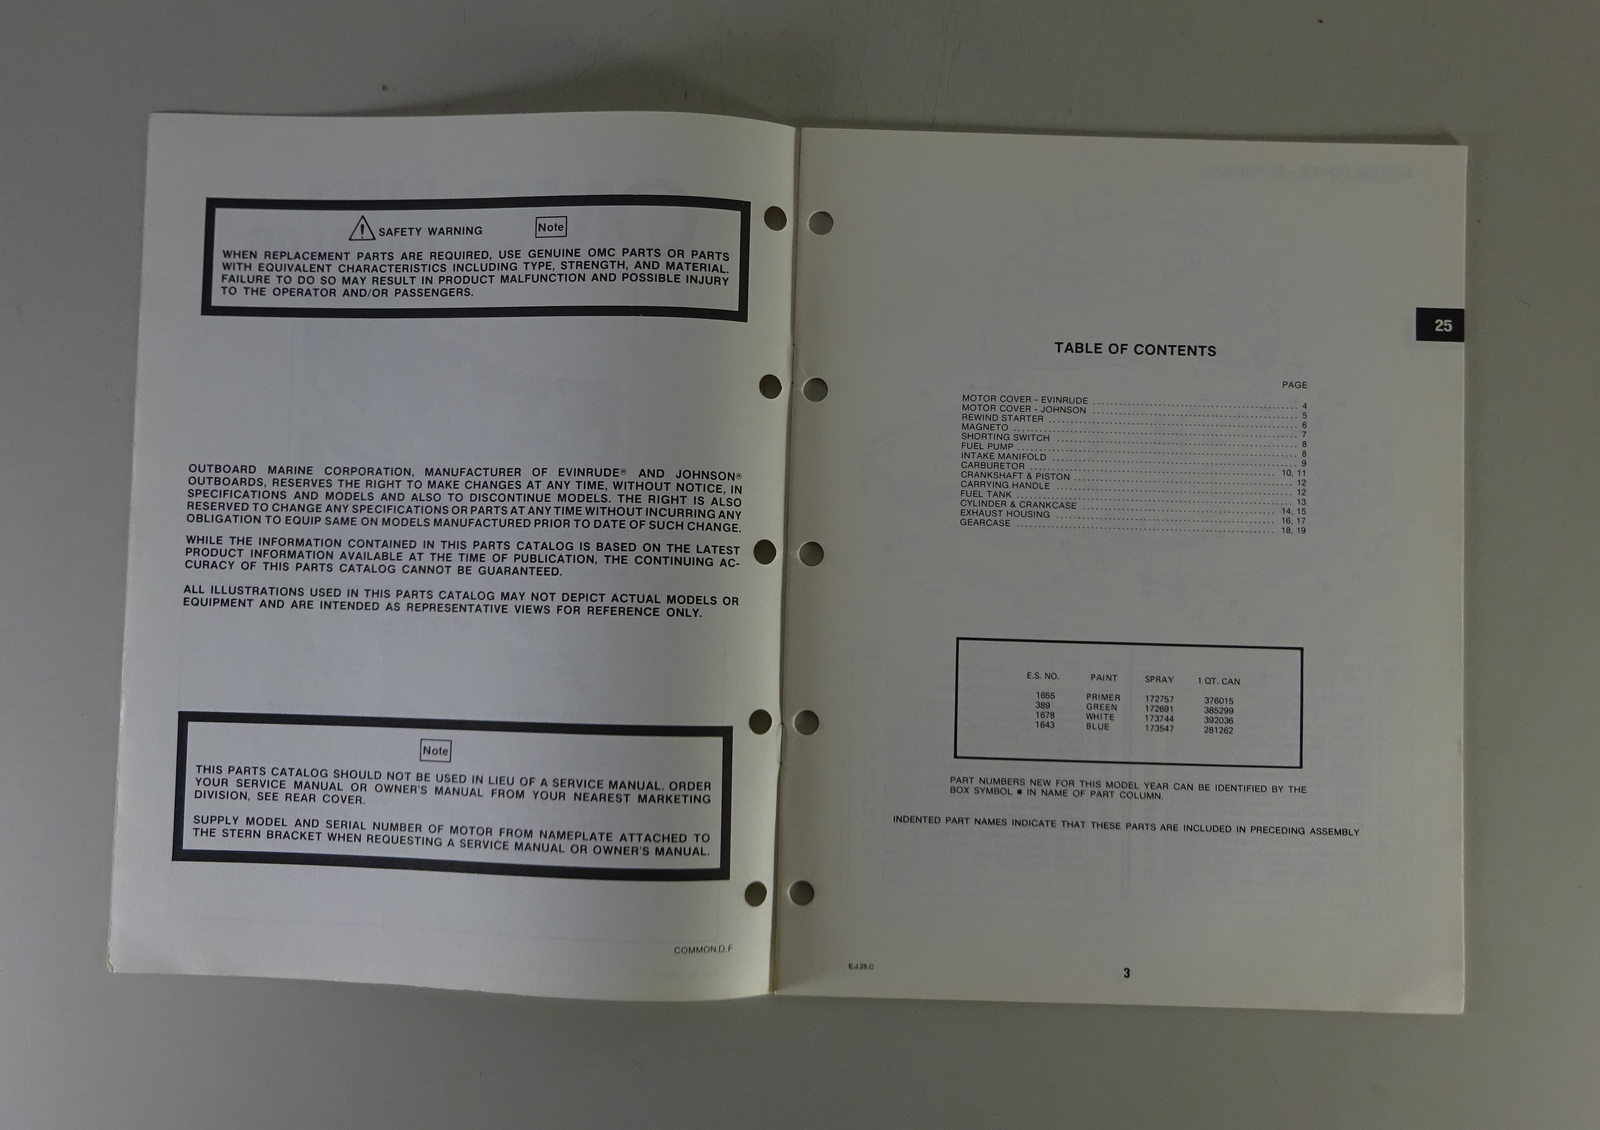 SAFETY WARNING Note
WHEN REPLACEMENT PARTS ARE REQUIRED, USE GENUINE OMC PARTS OR PARTS
WITH EQUIVALENT CHARACTERISTICS INCLUDING TYPE, STRENGTH, AND MATERIAL.
FAILURE TO DO SO MAY RESULT IN PRODUCT MALFUNCTION AND POSSIBLE INJURY
TO THE OPERATOR AND/OR PASSENGERS.
OUTBOARD MARINE CORPORATION, MANUFACTURER OF EVINRUDE® AND JOHNSON®
OUTBOARDS, RESERVES THE RIGHT TO MAKE CHANGES AT ANY TIME, WITHOUT NOTICE, IN
SPECIFICATIONS AND MODELS AND ALSO TO DISCONTINUE MODELS. THE RIGHT IS ALSO
RESERVED TO CHANGE ANY SPECIFICATIONS OR PARTS AT ANY TIME WITHOUT INCURRING ANY
OBLIGATION TO EQUIP SAME ON MODELS MANUFACTURED PRIOR TO DATE OF SUCH CHANGE.
WHILE THE INFORMATION CONTAINED IN THIS PARTS CATALOG IS BASED ON THE LATEST
PRODUCT INFORMATION AVAILABLE AT THE TIME OF PUBLICATION, THE CONTINUING AC-
CURACY OF THIS PARTS CATALOG CANNOT BE GUARANTEED.
ALL ILLUSTRATIONS USED IN THIS PARTS CATALOG MAY NOT DEPICT ACTUAL MODELS OR
EQUIPMENT AND ARE INTENDED AS REPRESENTATIVE VIEWS FOR REFERENCE ONLY.
Note
THIS PARTS CATALOG SHOULD NOT BE USED IN LIEU OF A SERVICE MANUAL. ORDER
YOUR SERVICE MANUAL OR OWNER'S MANUAL FROM YOUR NEAREST MARKETING
DIVISION, SEE REAR COVER.
SUPPLY MODEL AND SERIAL NUMBER OF MOTOR FROM NAMEPLATE ATTACHED TO
THE STERN BRACKET WHEN REQUESTING A SERVICE MANUAL OR OWNER'S MANUAL.
COMMON.D.F
25
TABLE OF CONTENTS
PAGE
MOTOR COVER - EVINRUDE 4
MOTOR COVER - JOHNSON 5
REWIND STARTER 6
MAGNETO 7
SHORTING SWITCH 8
FUEL PUMP 8
INTAKE MANIFOLD 9
CARBURETOR 10, 11
CRANKSHAFT & PISTON 12
CARRYING HANDLE 12
FUEL TANK 13
CYLINDER & CRANKCASE 14, 15
EXHAUST HOUSING 16, 17
GEARCASE 18, 19
E.S. NO. PAINT SPRAY 1 QT. CAN
1655 PRIMER 172757 376015
389 GREEN 172691 385299
1678 WHITE 173744 392036
1643 BLUE 173547 281262
PART NUMBERS NEW FOR THIS MODEL YEAR CAN BE IDENTIFIED BY THE
BOX SYMBOL ■ IN NAME OF PART COLUMN.
INDENTED PART NAMES INDICATE THAT THESE PARTS ARE INCLUDED IN PRECEDING ASSEMBLY
E.J.25.C
3